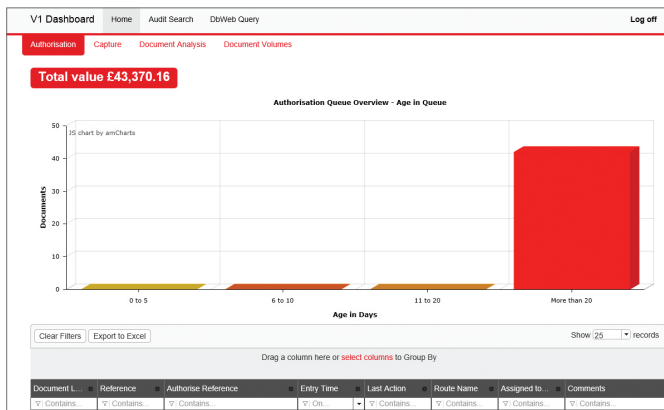 V1 Dashboard Home Audit Search DbWeb Query Log off
Authorisation Capture Document Analysis Document Volumes
Total value £43,370.16
Authorisation Queue Overview - Age in Queue
JS chart by amCharts
50
40
30
20
10
0
Documents
0 to 5 6 to 10 11 to 20 More than 20
Age in Days
Clear Filters Export to Excel Show 25 records
Drag a column here or select columns to Group By
Document L... Reference Authorise Reference Entry Time Last Action Route Name Assigned to... Comments
Contains... Contains... Contains... On... Contains... Contains... Contains... Contains...